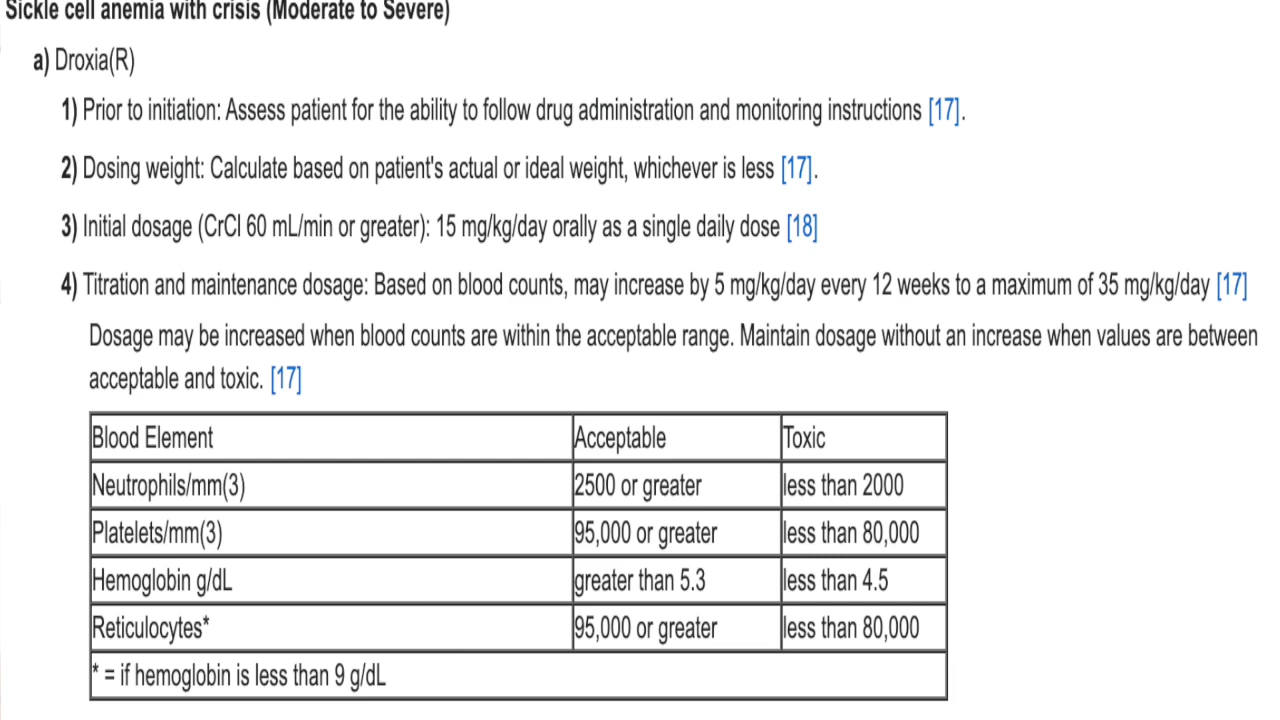 Sickle cell anemia with crisis (Moderate to Severe)
a) Droxia(R)
1) Prior to initiation: Assess patient for the ability to follow drug administration and monitoring instructions [17].
2) Dosing weight: Calculate based on patient's actual or ideal weight, whichever is less [17].
3) Initial dosage (CrCl 60 mL/min or greater): 15 mg/kg/day orally as a single daily dose [18]
4) Titration and maintenance dosage: Based on blood counts, may increase by 5 mg/kg/day every 12 weeks to a maximum of 35 mg/kg/day [17]
Dosage may be increased when blood counts are within the acceptable range. Maintain dosage without an increase when values are between
acceptable and toxic. [17]
Blood Element Acceptable Toxic
Neutrophils/mm(3) 2500 or greater less than 2000
Platelets/mm(3) 95,000 or greater less than 80,000
Hemoglobin g/dL greater than 5.3 less than 4.5
Reticulocytes* 95,000 or greater less than 80,000
* = if hemoglobin is less than 9 g/dL